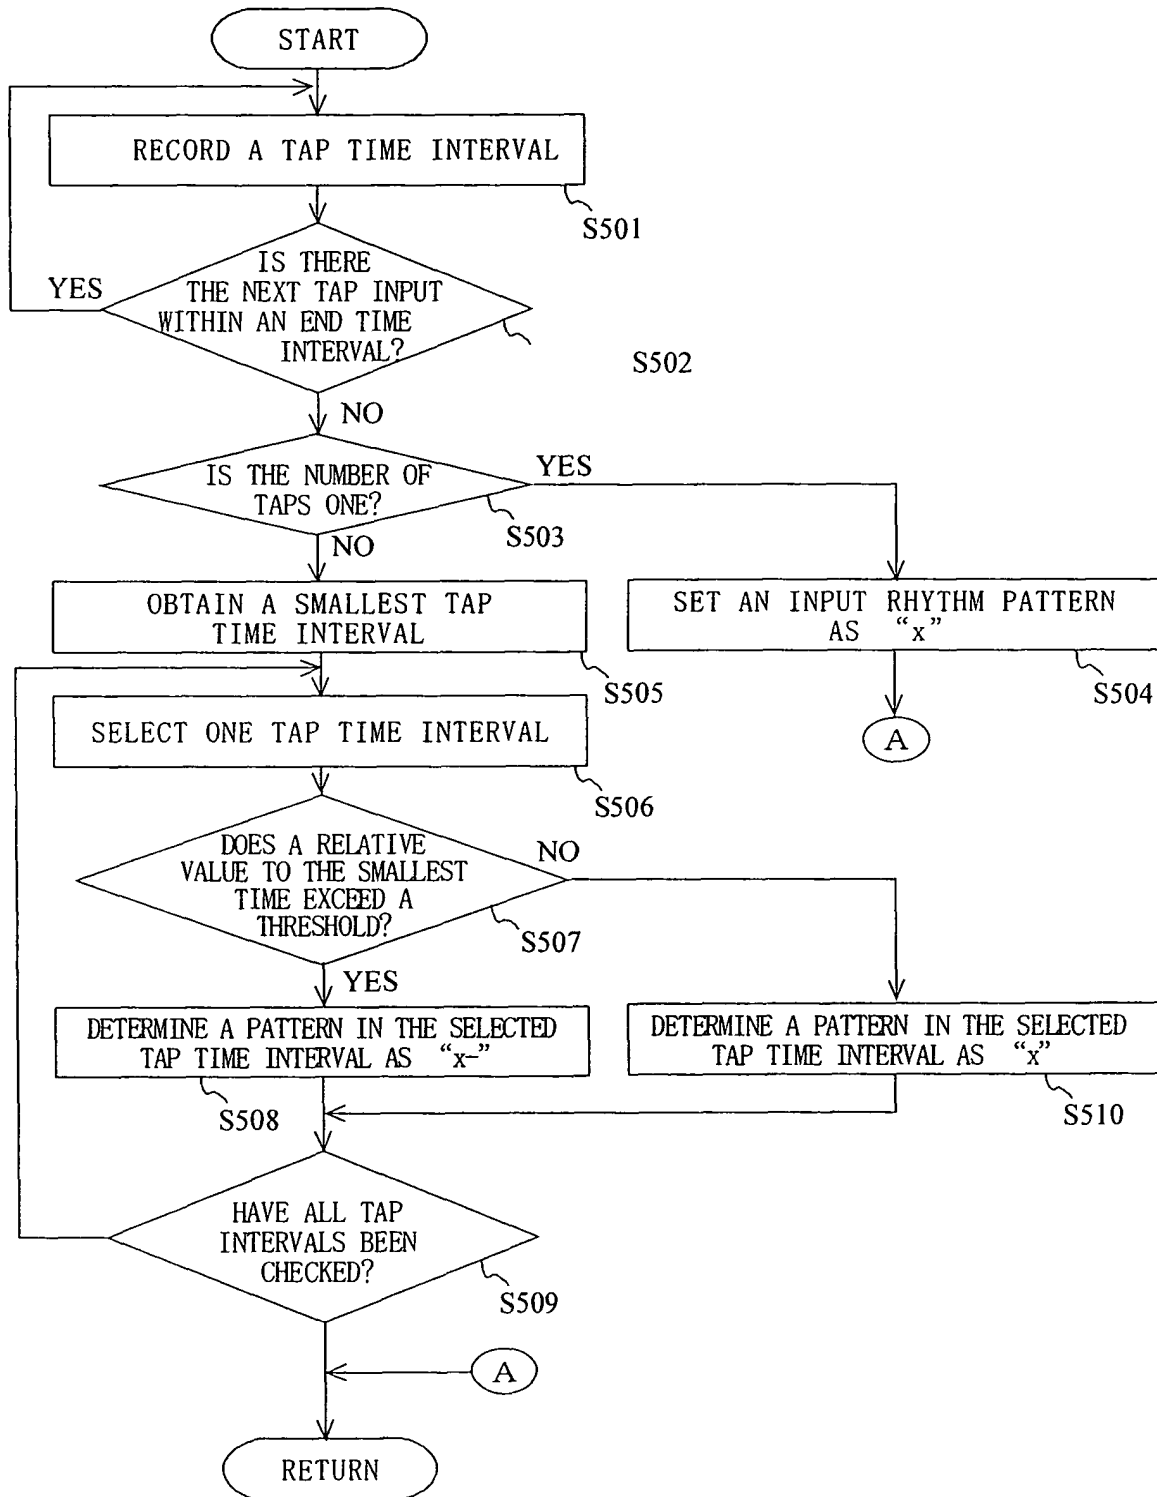 START
RECORD A TAP TIME INTERVAL
S501
IS THERE
THE NEXT TAP INPUT
WITHIN AN END TIME
INTERVAL?
YES
S502
NO
IS THE NUMBER OF
TAPS ONE?
YES
S503
NO
OBTAIN A SMALLEST TAP
TIME INTERVAL
S505
SET AN INPUT RHYTHM PATTERN
AS “x”
S504
A
SELECT ONE TAP TIME INTERVAL
S506
DOES A RELATIVE
VALUE TO THE SMALLEST
TIME EXCEED A
THRESHOLD?
NO
S507
YES
DETERMINE A PATTERN IN THE SELECTED
TAP TIME INTERVAL AS “x-”
S508
DETERMINE A PATTERN IN THE SELECTED
TAP TIME INTERVAL AS “x”
S510
HAVE ALL TAP
INTERVALS BEEN
CHECKED?
S509
A
RETURN